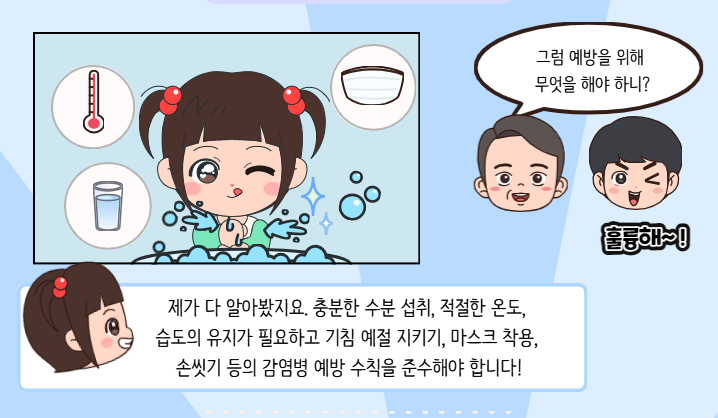 그럼 예방을 위해
무엇을 해야 하니?
훌륭해~!
제가 다 알아봤지요. 충분한 수분 섭취, 적절한 온도,
습도의 유지가 필요하고 기침 예절 지키기, 마스크 착용,
손씻기 등의 감염병 예방 수칙을 준수해야 합니다!